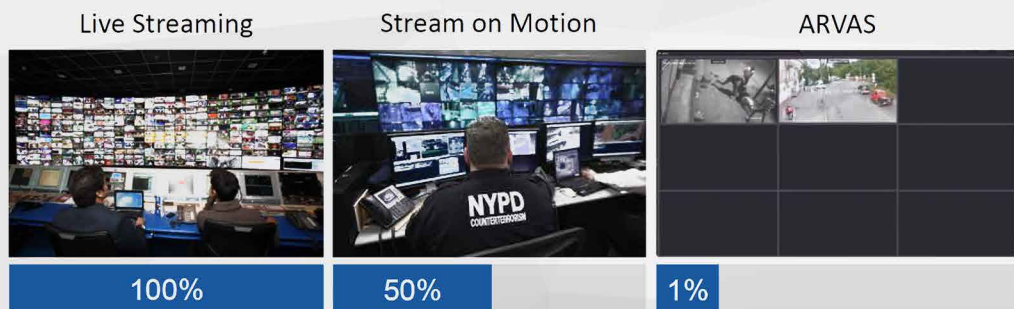 Live Streaming
Stream on Motion
ARVAS
NYPD
COUNTERTERRORISM
100%
50%
1%